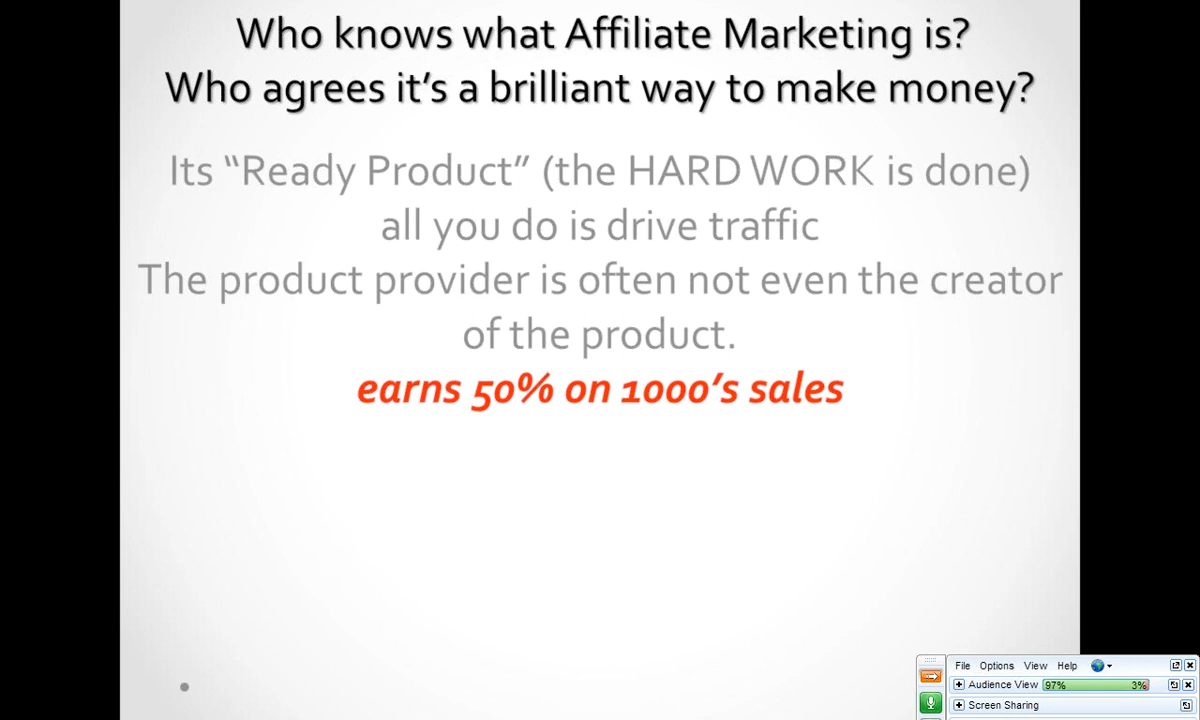 Who knows what Affiliate Marketing is?
Who agrees it's a brilliant way to make money?
Its “Ready Product” (the HARD WORK is done)
all you do is drive traffic
The product provider is often not even the creator
of the product.
earns 50% on 1000's sales
File Options View Help
Audience View 97% 3%
Screen Sharing